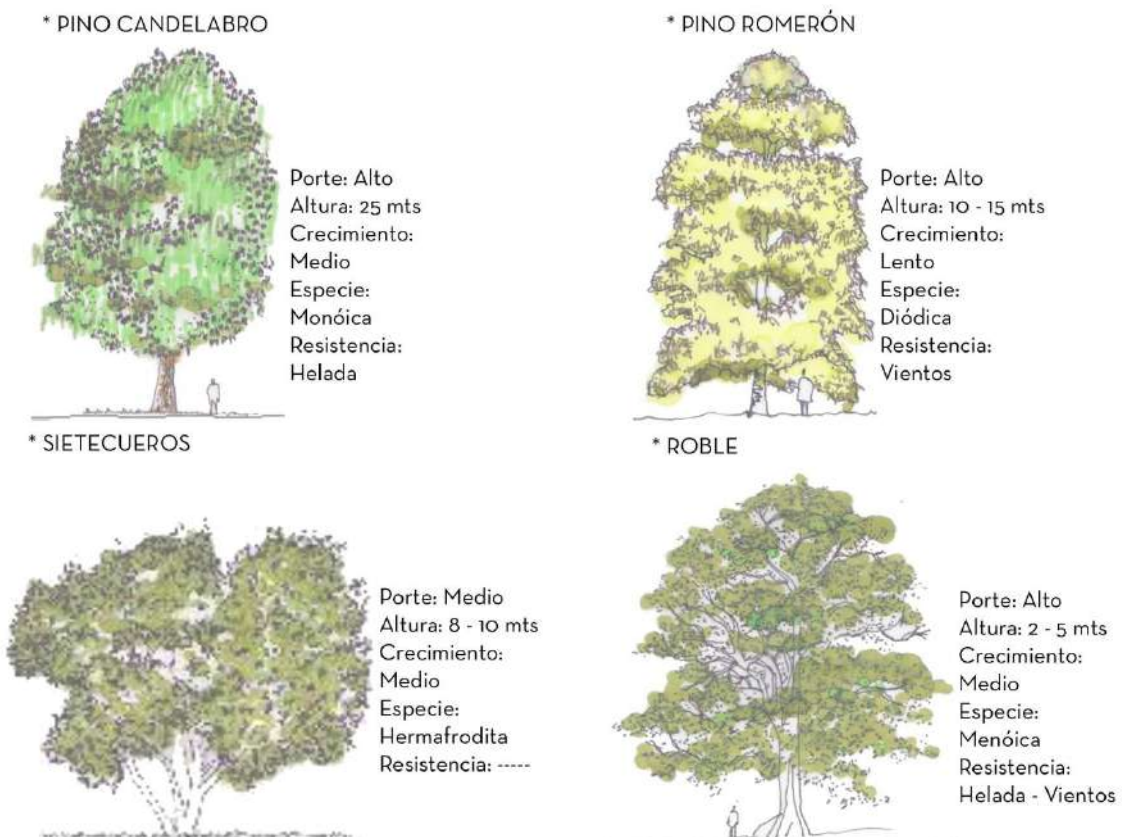 * PINO CANDELABRO
Porte: Alto
Altura: 25 mts
Crecimiento:
Medio
Especie:
Monóica
Resistencia:
Helada
* PINO ROMERÓN
Porte: Alto
Altura: 10 - 15 mts
Crecimiento:
Lento
Especie:
Diódica
Resistencia:
Vientos
* SIETECUEROS
Porte: Medio
Altura: 8 - 10 mts
Crecimiento:
Medio
Especie:
Hermafrodita
Resistencia: -----
* ROBLE
Porte: Alto
Altura: 2 - 5 mts
Crecimiento:
Medio
Especie:
Menóica
Resistencia:
Helada - Vientos